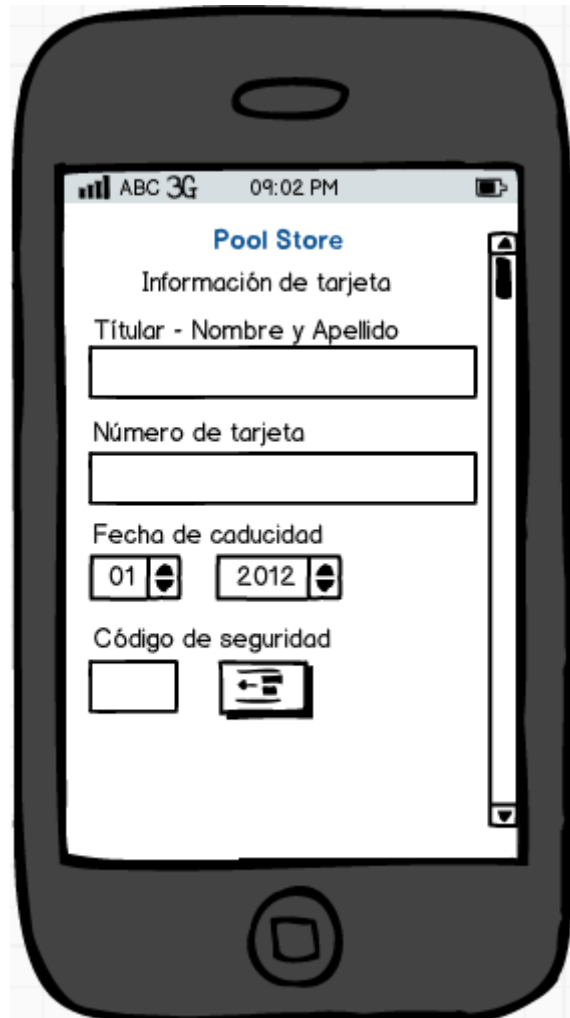 ABC 3G 09:02 PM
Pool Store
Información de tarjeta
Títular - Nombre y Apellido
Número de tarjeta
Fecha de caducidad
01 2012
Código de seguridad